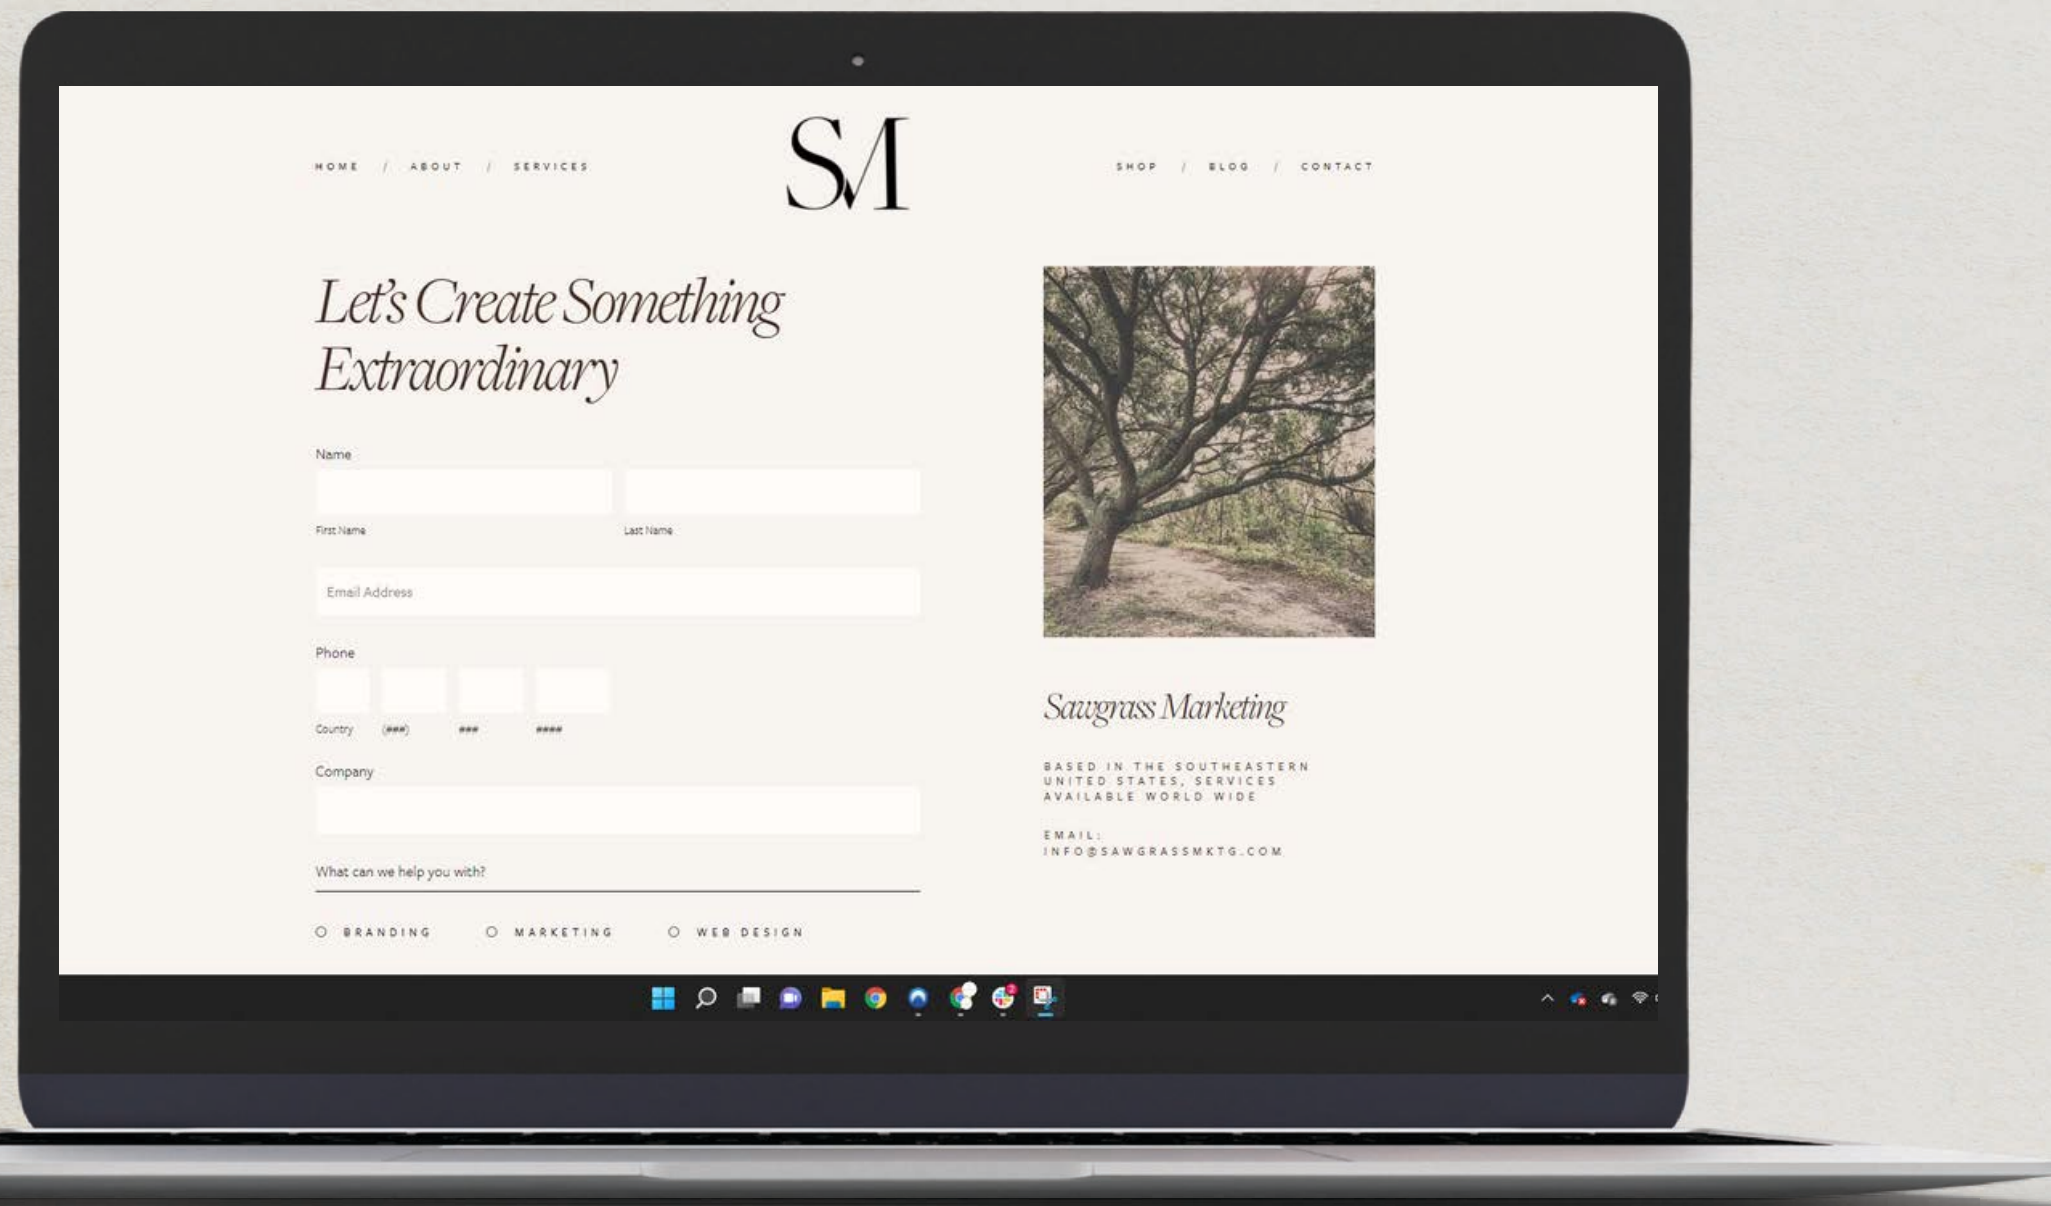 HOME / ABOUT / SERVICES
SM
SHOP / BLOG / CONTACT
Let's Create Something
Extraordinary
Name
First Name
Last Name
Email Address
Phone
Country (###) ### ####
Company
What can we help you with?
BRANDING
MARKETING
WEB DESIGN
Sawgrass Marketing
BASED IN THE SOUTHEASTERN
UNITED STATES, SERVICES
AVAILABLE WORLD WIDE
EMAIL:
INFO@SAWGRASSMKTG.COM
2